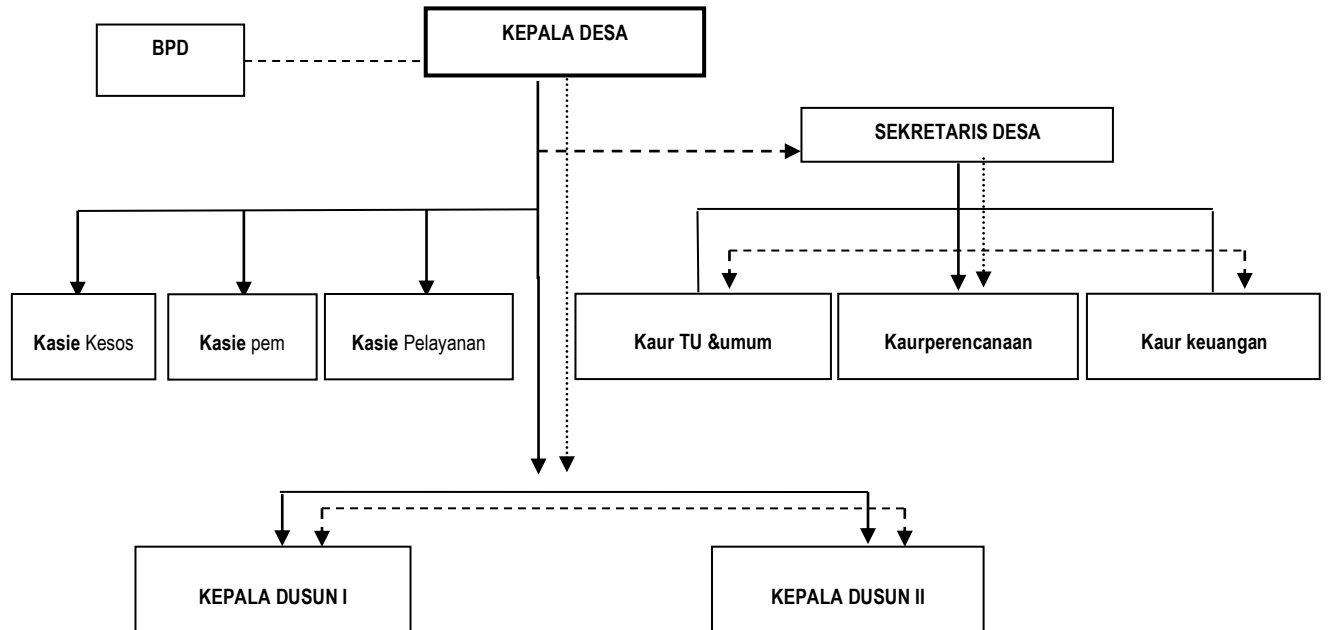 KEPALA DESA
BPD
SEKRETARIS DESA
Kasie Kesos
Kasie pem
Kasie Pelayanan
Kaur TU &umum
Kaurperencanaan
Kaur keuangan
KEPALA DUSUN I
KEPALA DUSUN II